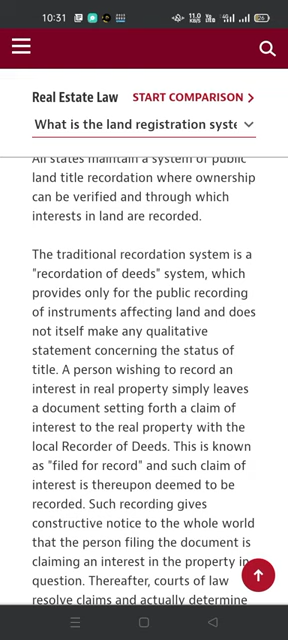 10:31
11.0
KB/S
Real Estate Law
START COMPARISON
What is the land registration syste
All states maintain a system of public
land title recordation where ownership
can be verified and through which
interests in land are recorded.
The traditional recordation system is a
"recordation of deeds" system, which
provides only for the public recording
of instruments affecting land and does
not itself make any qualitative
statement concerning the status of
title. A person wishing to record an
interest in real property simply leaves
a document setting forth a claim of
interest to the real property with the
local Recorder of Deeds. This is known
as "filed for record" and such claim of
interest is thereupon deemed to be
recorded. Such recording gives
constructive notice to the whole world
that the person filing the document is
claiming an interest in the property in
question. Thereafter, courts of law
resolve claims and actually determine